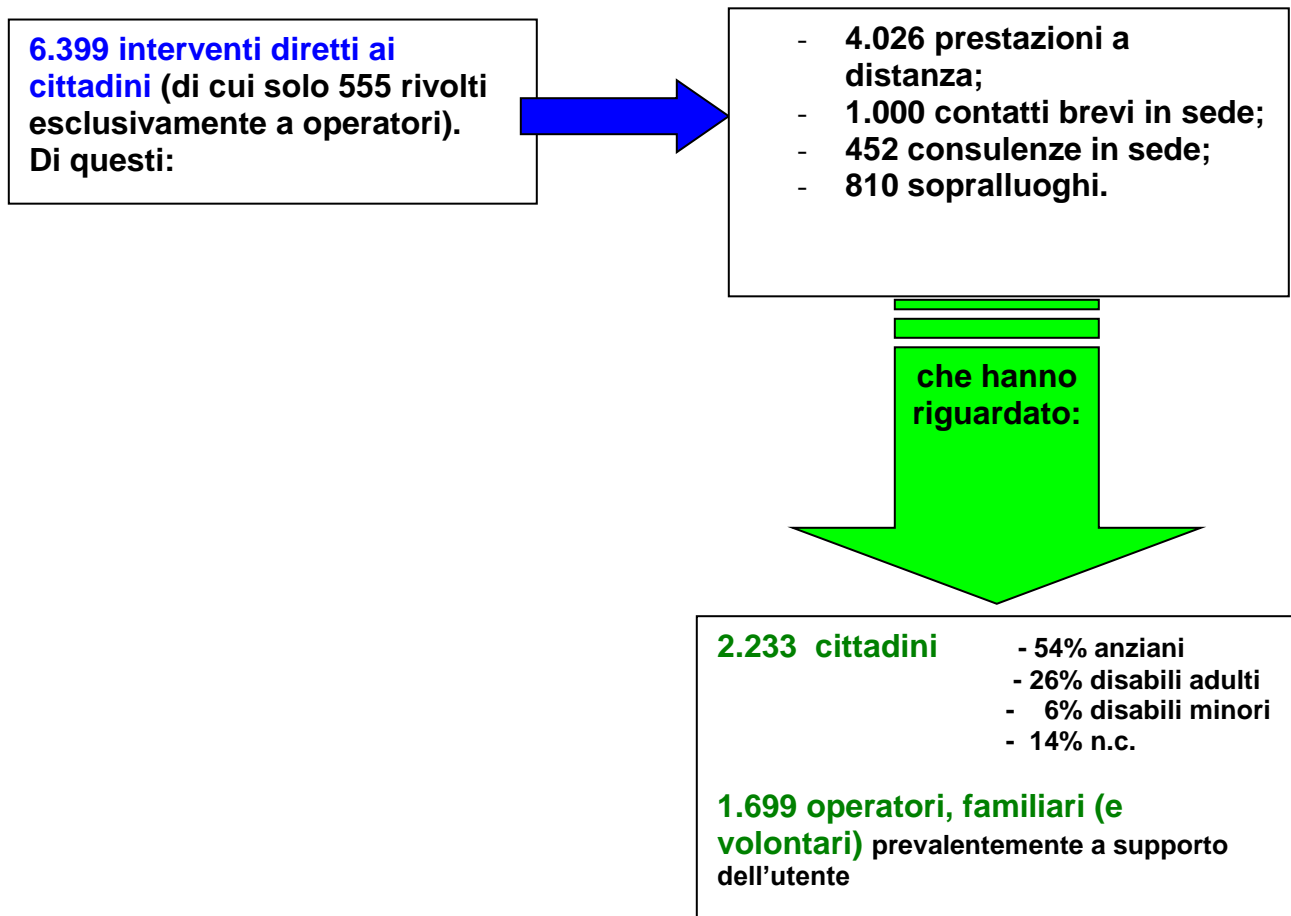 6.399 interventi diretti ai
cittadini (di cui solo 555 rivolti
esclusivamente a operatori).
Di questi:
- 4.026 prestazioni a
distanza;
- 1.000 contatti brevi in sede;
- 452 consulenze in sede;
- 810 sopralluoghi.
che hanno
riguardato:
2.233 cittadini - 54% anziani
- 26% disabili adulti
- 6% disabili minori
- 14% n.c.
1.699 operatori, familiari (e
volontari) prevalentemente a supporto
dell'utente